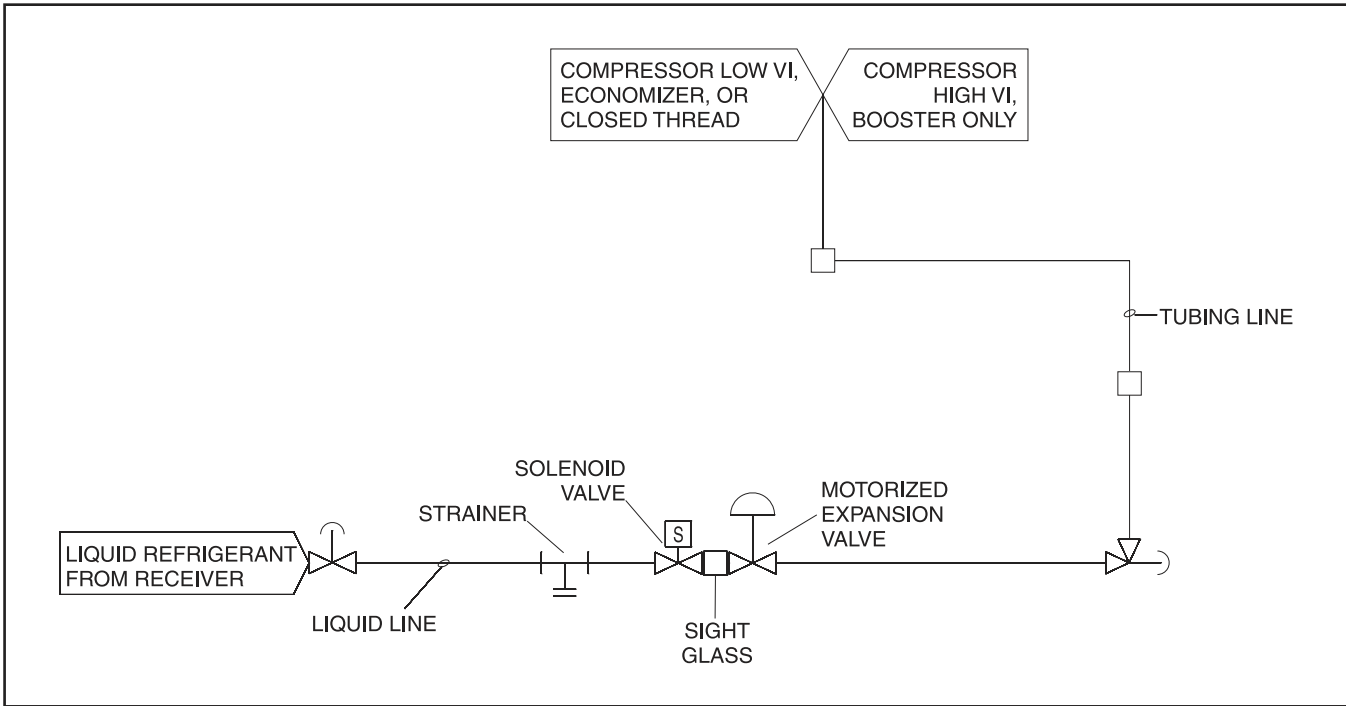 COMPRESSOR LOW VI,
ECONOMIZER, OR
CLOSED THREAD
COMPRESSOR
HIGH VI,
BOOSTER ONLY
TUBING LINE
SOLENOID
VALVE
STRAINER
S
MOTORIZED
EXPANSION
VALVE
LIQUID REFRIGERANT
FROM RECEIVER
LIQUID LINE
SIGHT
GLASS